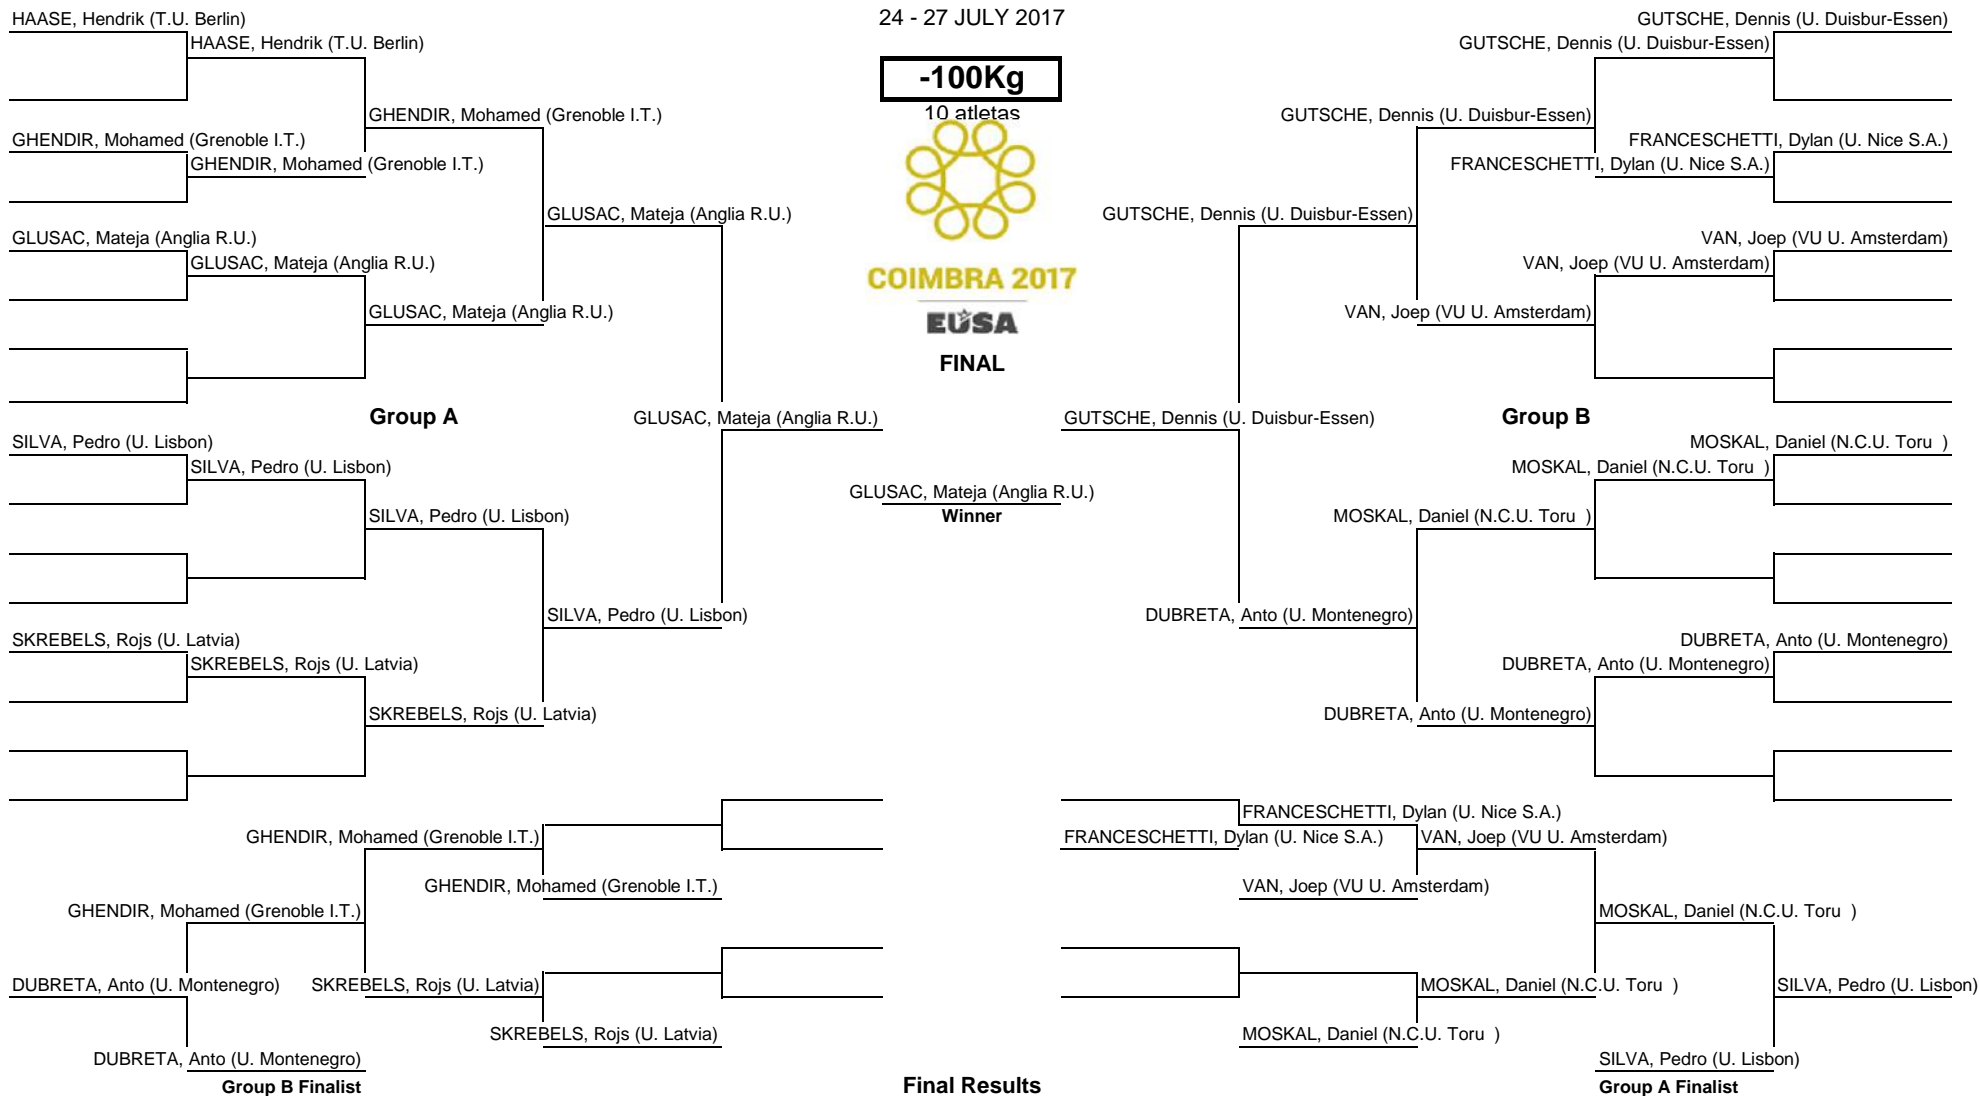 24 - 27 JULY 2017
-100Kg
10 atletas
COIMBRA 2017
EUSA
FINAL
HAASE, Hendrik (T.U. Berlin)
HAASE, Hendrik (T.U. Berlin)
GHENDIR, Mohamed (Grenoble I.T.)
GHENDIR, Mohamed (Grenoble I.T.)
GHENDIR, Mohamed (Grenoble I.T.)
GLUSAC, Mateja (Anglia R.U.)
GLUSAC, Mateja (Anglia R.U.)
GLUSAC, Mateja (Anglia R.U.)
GLUSAC, Mateja (Anglia R.U.)
Group A
GLUSAC, Mateja (Anglia R.U.)
SILVA, Pedro (U. Lisbon)
SILVA, Pedro (U. Lisbon)
SILVA, Pedro (U. Lisbon)
SILVA, Pedro (U. Lisbon)
SKREBELS, Rojs (U. Latvia)
SKREBELS, Rojs (U. Latvia)
SKREBELS, Rojs (U. Latvia)
GLUSAC, Mateja (Anglia R.U.)
Winner
GUTSCHE, Dennis (U. Duisbur-Essen)
GUTSCHE, Dennis (U. Duisbur-Essen)
GUTSCHE, Dennis (U. Duisbur-Essen)
FRANCESCHETTI, Dylan (U. Nice S.A.)
FRANCESCHETTI, Dylan (U. Nice S.A.)
GUTSCHE, Dennis (U. Duisbur-Essen)
VAN, Joep (VU U. Amsterdam)
VAN, Joep (VU U. Amsterdam)
VAN, Joep (VU U. Amsterdam)
GUTSCHE, Dennis (U. Duisbur-Essen)
Group B
MOSKAL, Daniel (N.C.U. Toru )
MOSKAL, Daniel (N.C.U. Toru )
MOSKAL, Daniel (N.C.U. Toru )
DUBRETA, Anto (U. Montenegro)
DUBRETA, Anto (U. Montenegro)
DUBRETA, Anto (U. Montenegro)
DUBRETA, Anto (U. Montenegro)
GHENDIR, Mohamed (Grenoble I.T.)
GHENDIR, Mohamed (Grenoble I.T.)
GHENDIR, Mohamed (Grenoble I.T.)
DUBRETA, Anto (U. Montenegro)
SKREBELS, Rojs (U. Latvia)
SKREBELS, Rojs (U. Latvia)
DUBRETA, Anto (U. Montenegro)
Group B Finalist
FRANCESCHETTI, Dylan (U. Nice S.A.)
FRANCESCHETTI, Dylan (U. Nice S.A.)
VAN, Joep (VU U. Amsterdam)
VAN, Joep (VU U. Amsterdam)
MOSKAL, Daniel (N.C.U. Toru )
MOSKAL, Daniel (N.C.U. Toru )
SILVA, Pedro (U. Lisbon)
MOSKAL, Daniel (N.C.U. Toru )
SILVA, Pedro (U. Lisbon)
Group A Finalist
Final Results